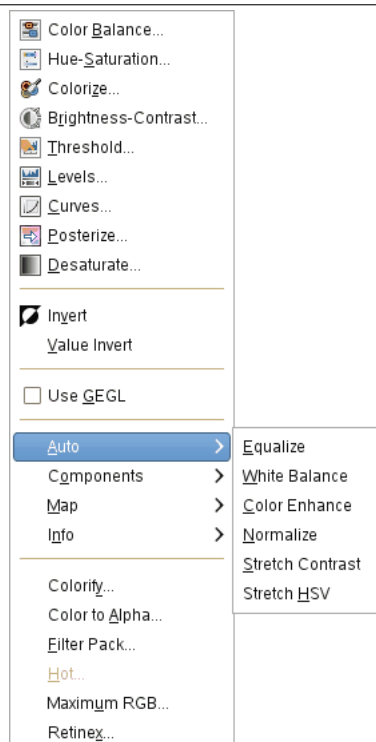 Color Balance...
Hue-Saturation...
Colorize...
Brightness-Contrast...
Threshold...
Levels...
Curves...
Posterize...
Desaturate...
Invert
Value Invert
Use GEGL
Auto
Components
Map
Info
Equalize
White Balance
Color Enhance
Normalize
Stretch Contrast
Stretch HSV
Colorify...
Color to Alpha...
Filter Pack...
Hot...
Maximum RGB...
Retinex...